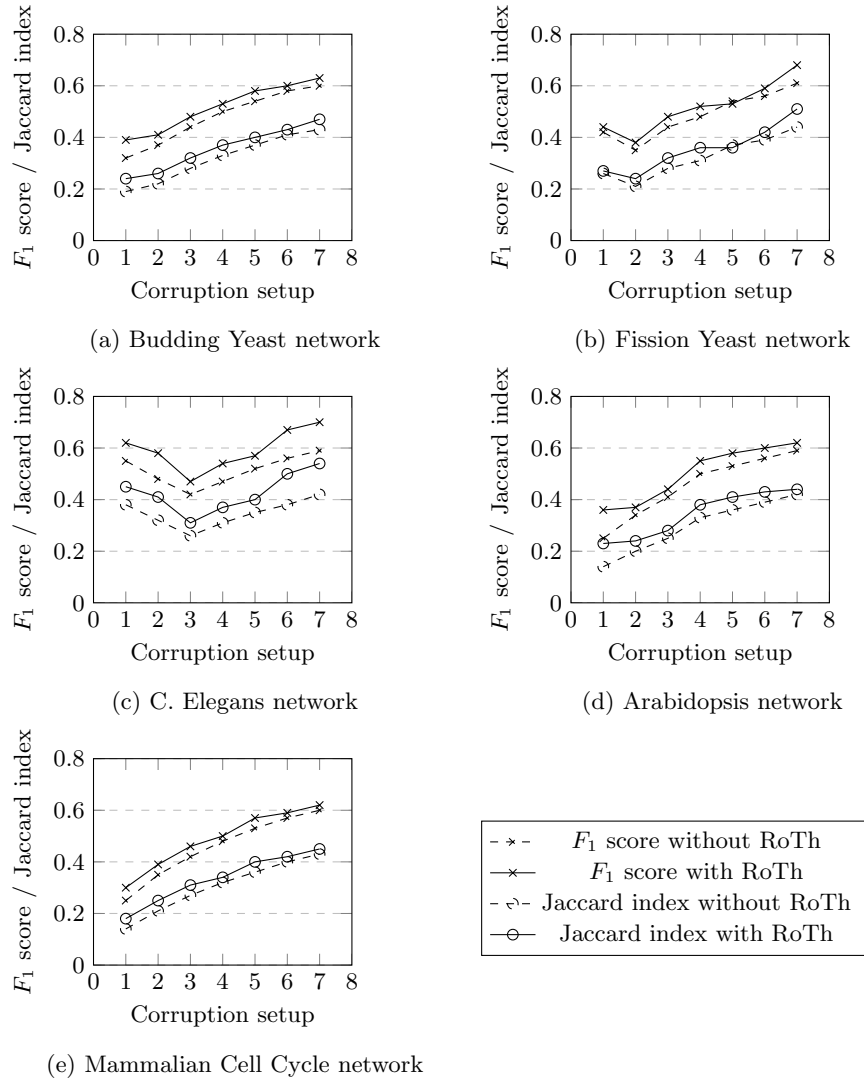 0.8
0.6
0.4
0.2
0
0 1 2 3 4 5 6 7 8
F1 score / Jaccard index
Corruption setup
(a) Budding Yeast network
0.8
0.6
0.4
0.2
0
0 1 2 3 4 5 6 7 8
F1 score / Jaccard index
Corruption setup
(b) Fission Yeast network
0.8
0.6
0.4
0.2
0
0 1 2 3 4 5 6 7 8
F1 score / Jaccard index
Corruption setup
(c) C. Elegans network
0.8
0.6
0.4
0.2
0
0 1 2 3 4 5 6 7 8
F1 score / Jaccard index
Corruption setup
(d) Arabidopsis network
0.8
0.6
0.4
0.2
0
0 1 2 3 4 5 6 7 8
F1 score / Jaccard index
Corruption setup
(e) Mammalian Cell Cycle network
F1 score without RoTh
F1 score with RoTh
Jaccard index without RoTh
Jaccard index with RoTh